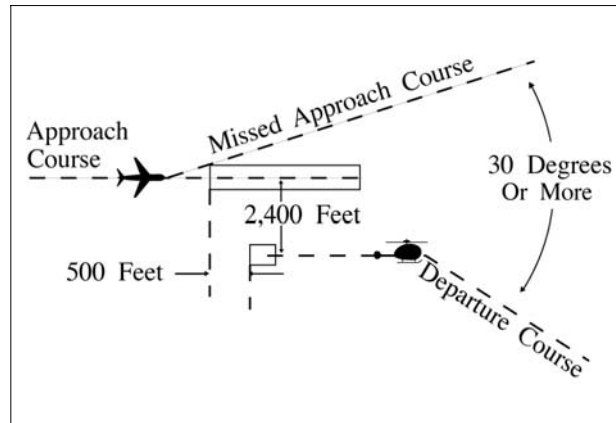 Missed Approach Course
Approach
Course
30 Degrees
Or More
2,400 Feet
500 Feet
Departure Course